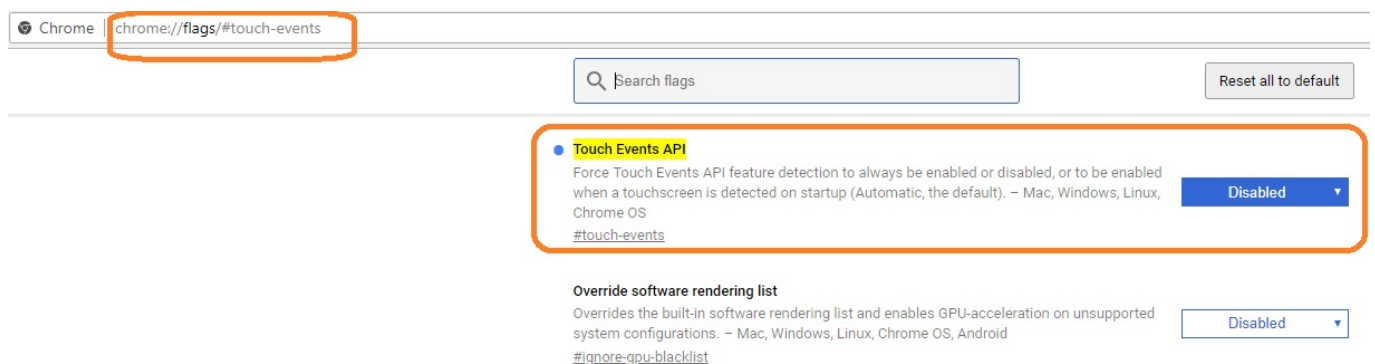 Chrome | chrome://flags/#touch-events
Search flags
Reset all to default
Touch Events API
Force Touch Events API feature detection to always be enabled or disabled, or to be enabled
when a touchscreen is detected on startup (Automatic, the default). – Mac, Windows, Linux,
Chrome OS
#touch-events
Disabled
Override software rendering list
Overrides the built-in software rendering list and enables GPU-acceleration on unsupported
system configurations. – Mac, Windows, Linux, Chrome OS, Android
#ignore-gpu-blacklist
Disabled